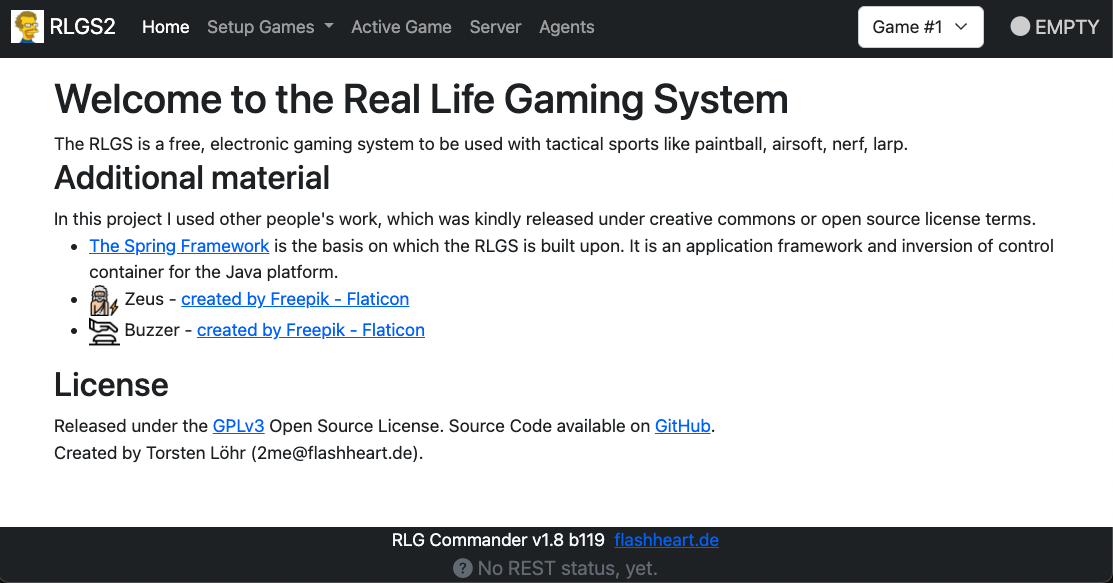 RLGS2 Home Setup Games Active Game Server Agents Game #1 EMPTY
Welcome to the Real Life Gaming System
The RLGS is a free, electronic gaming system to be used with tactical sports like paintball, airsoft, nerf, larp.
Additional material
In this project I used other people's work, which was kindly released under creative commons or open source license terms.
• The Spring Framework is the basis on which the RLGS is built upon. It is an application framework and inversion of control
container for the Java platform.
• Zeus - created by Freepik - Flaticon
• Buzzer - created by Freepik - Flaticon
License
Released under the GPLv3 Open Source License. Source Code available on GitHub.
Created by Torsten Löhr (2me@flashheart.de).
RLG Commander v1.8 b119 flashheart.de
? No REST status, yet.